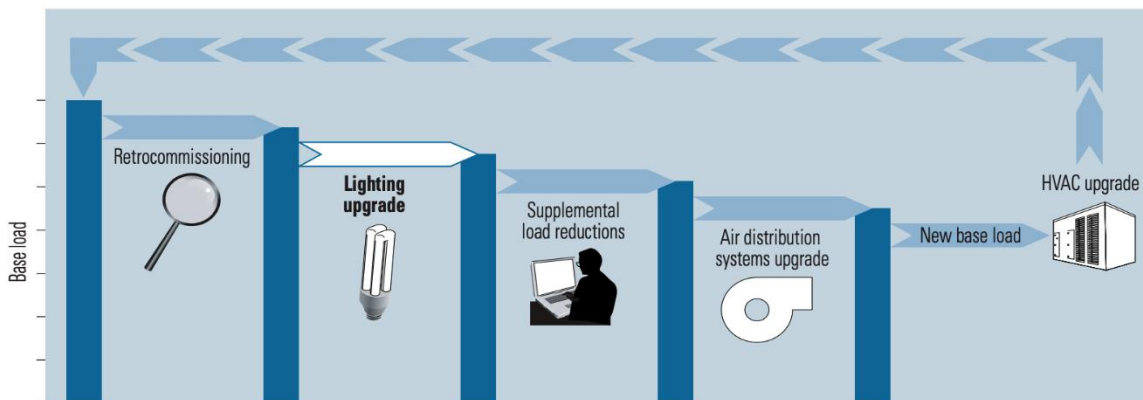 Retrocommissioning
Lighting
upgrade
Supplemental
load reductions
Air distribution
systems upgrade
New base load
HVAC upgrade
Base load